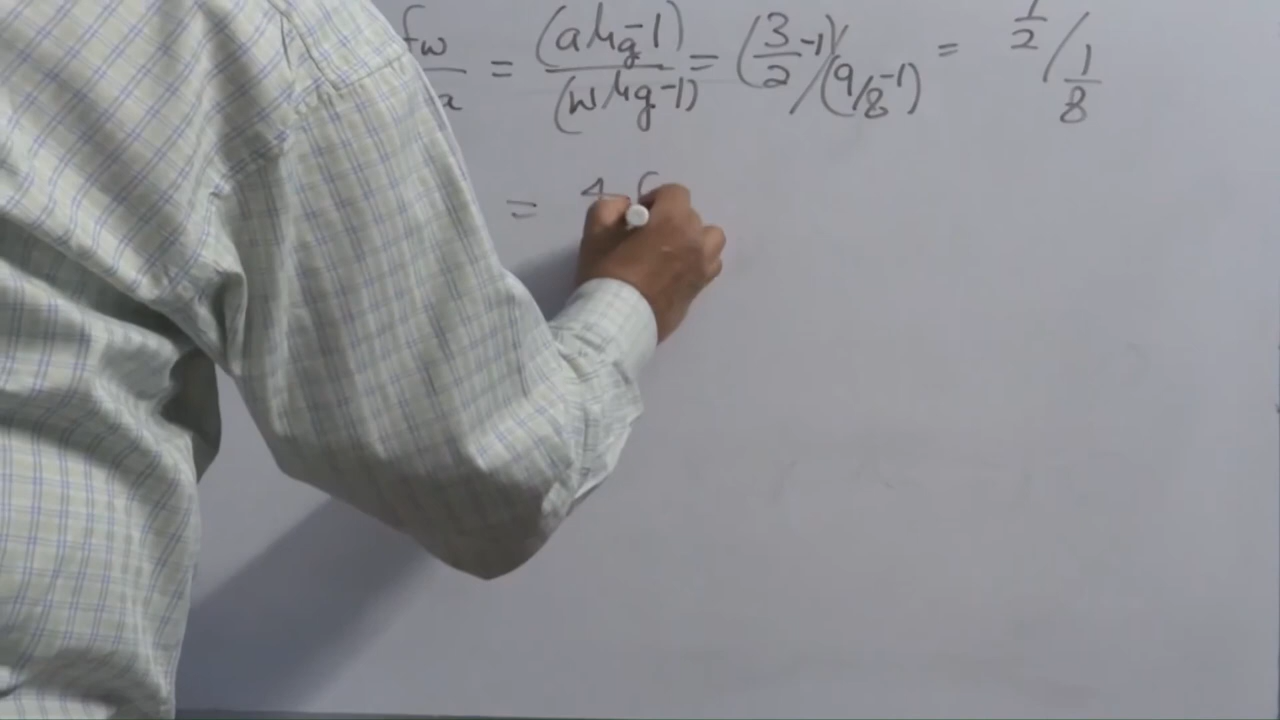 fw/a = (aμg-1)/(wμg-1) = (3/2-1)/(9/8-1) = 1/2 / 1/8
= 4